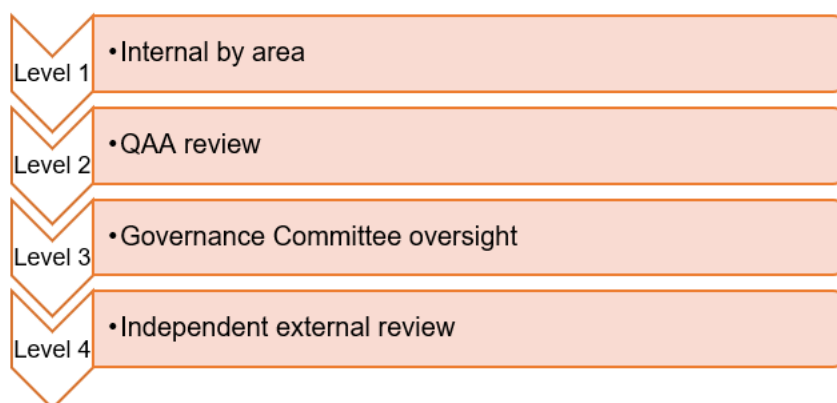 Level 1
•Internal by area
Level 2
•QAA review
Level 3
•Governance Committee oversight
Level 4
•Independent external review